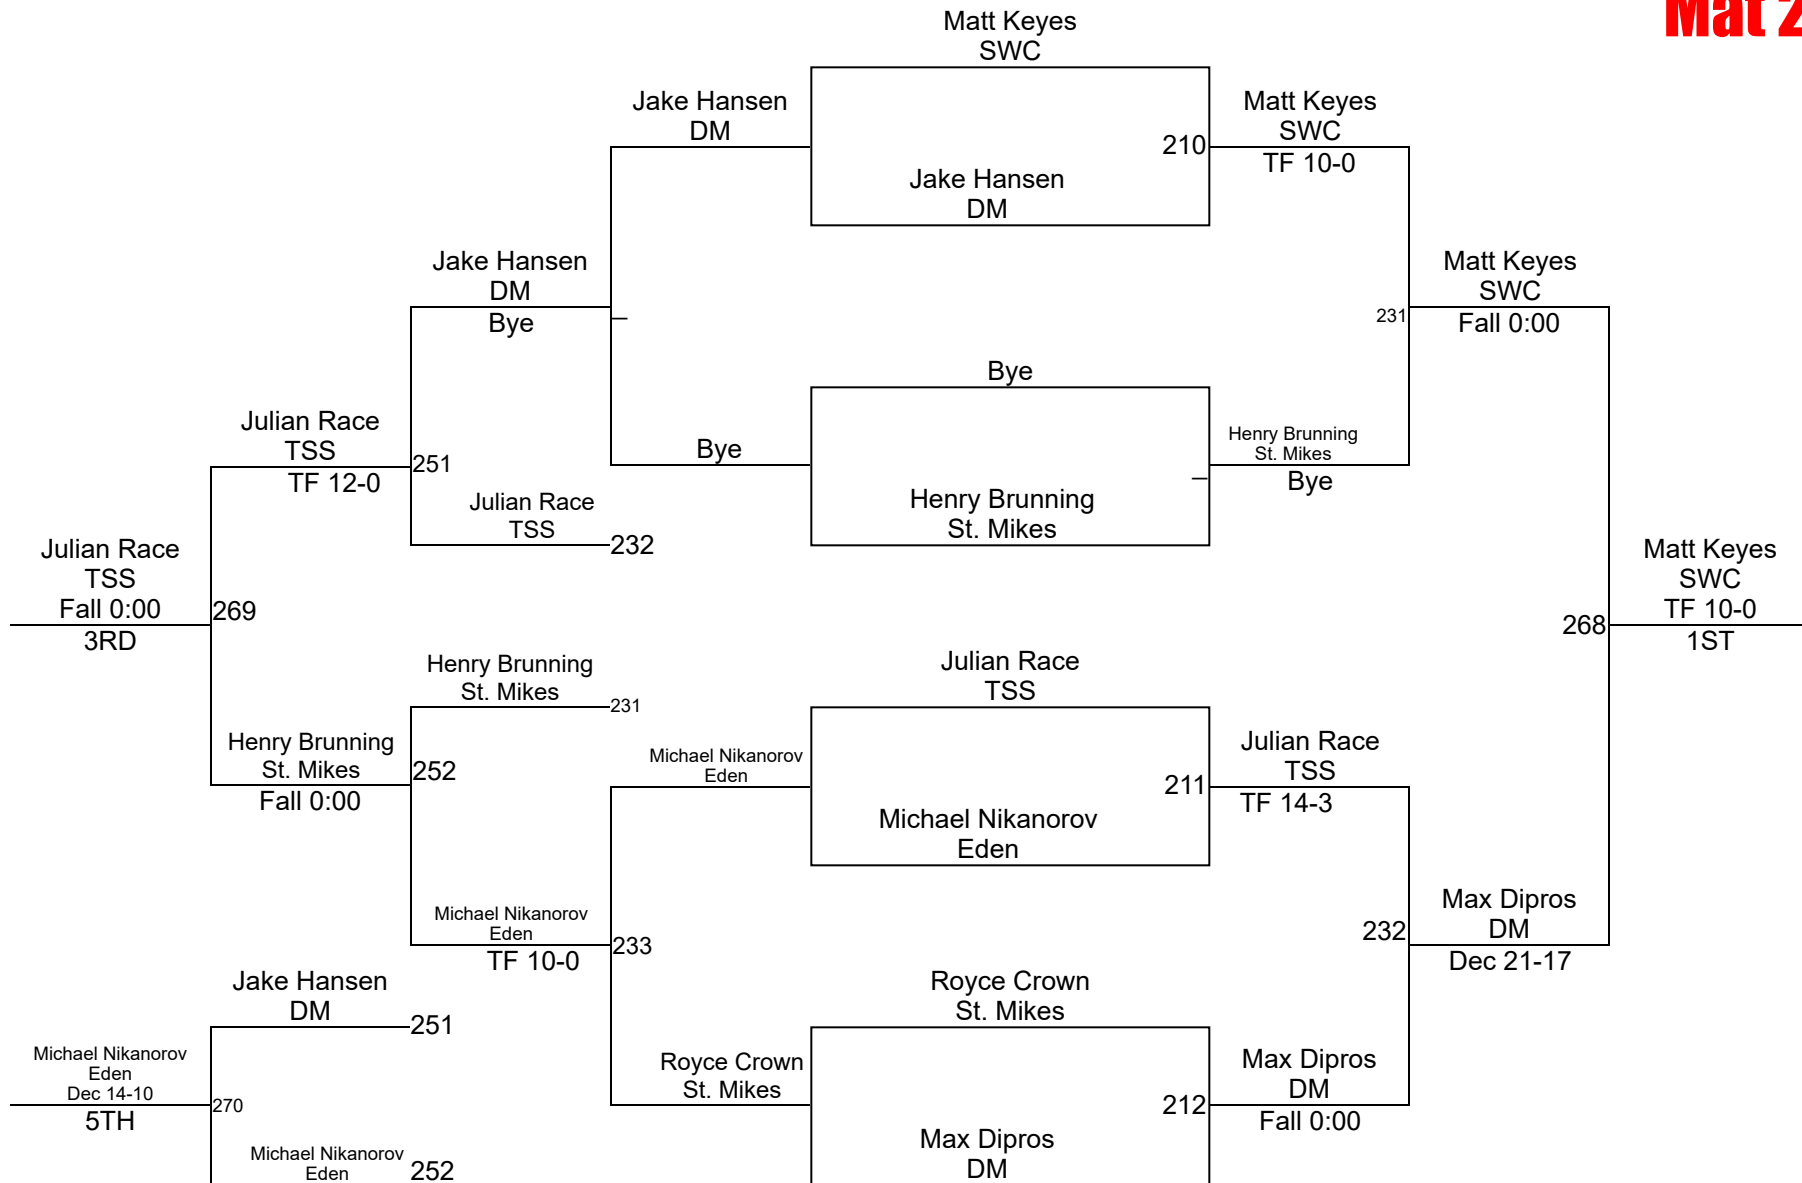 Mat 2
Matt Keyes
SWC
Jake Hansen
DM
Matt Keyes
SWC
TF 10-0
210
Jake Hansen
DM
Jake Hansen
DM
Bye
Matt Keyes
SWC
Fall 0:00
231
Bye
Julian Race
TSS
TF 12-0
251
Bye
Henry Brunning
St. Mikes
Bye
Julian Race
TSS
232
Henry Brunning
St. Mikes
Julian Race
TSS
Fall 0:00
3RD
269
Matt Keyes
SWC
TF 10-0
1ST
268
Henry Brunning
St. Mikes
231
Julian Race
TSS
Henry Brunning
St. Mikes
Fall 0:00
252
Michael Nikanorov
Eden
211
Julian Race
TSS
TF 14-3
Michael Nikanorov
Eden
Michael Nikanorov
Eden
TF 10-0
233
232
Max Dipros
DM
Dec 21-17
Jake Hansen
DM
251
Royce Crown
St. Mikes
Michael Nikanorov
Eden
Dec 14-10
5TH
270
Royce Crown
St. Mikes
212
Max Dipros
DM
Fall 0:00
Michael Nikanorov
Eden
252
Max Dipros
DM